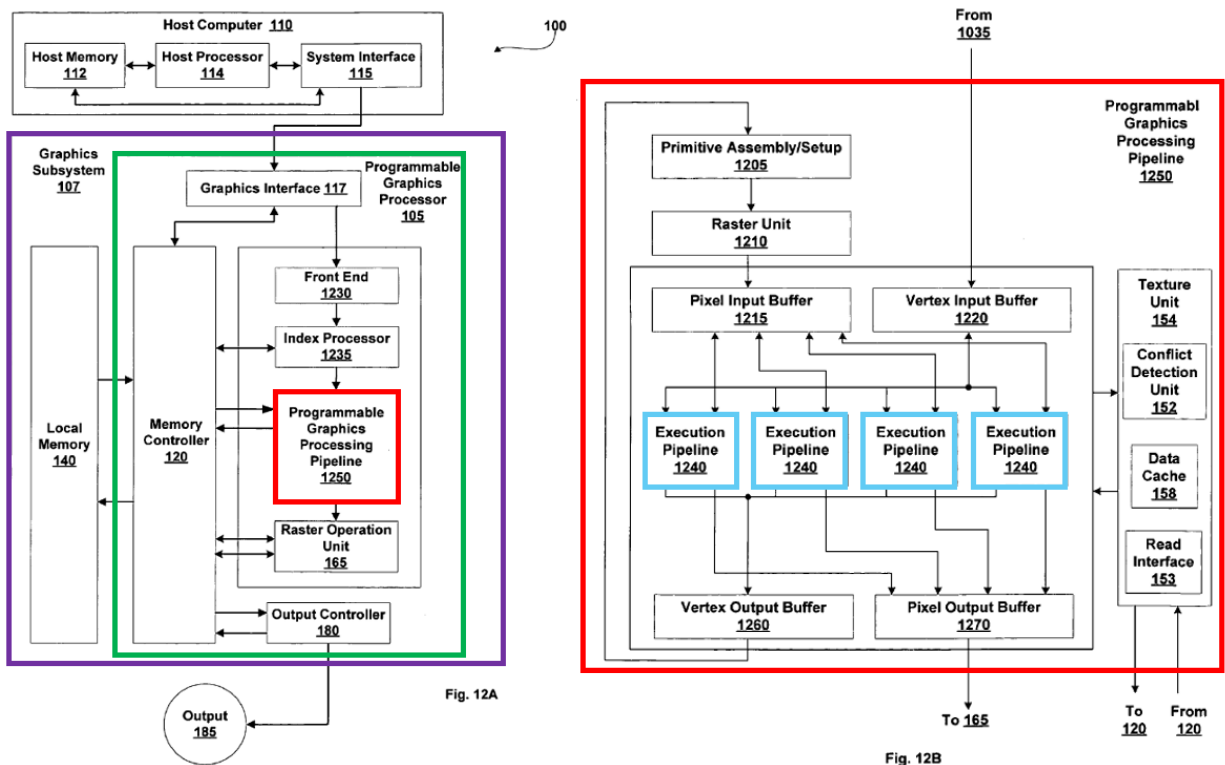 Host Computer 110
100
Host Memory
112
Host Processor
114
System Interface
115
Graphics
Subsystem
107
Programmable
Graphics
Processor
105
Graphics Interface 117
Front End
1230
Index Processor
1235
Local
Memory
140
Memory
Controller
120
Programmable
Graphics
Processing
Pipeline
1250
Raster Operation
Unit
165
Output Controller
180
Output
185
Fig. 12A
From
1035
Programmabl
Graphics
Processing
Pipeline
1250
Primitive Assembly/Setup
1205
Raster Unit
1210
Pixel Input Buffer
1215
Vertex Input Buffer
1220
Texture
Unit
154
Conflict
Detection
Unit
152
Execution
Pipeline
1240
Execution
Pipeline
1240
Execution
Pipeline
1240
Execution
Pipeline
1240
Data
Cache
158
Read
Interface
153
Vertex Output Buffer
1260
Pixel Output Buffer
1270
To 165
To
120
From
120
Fig. 12B